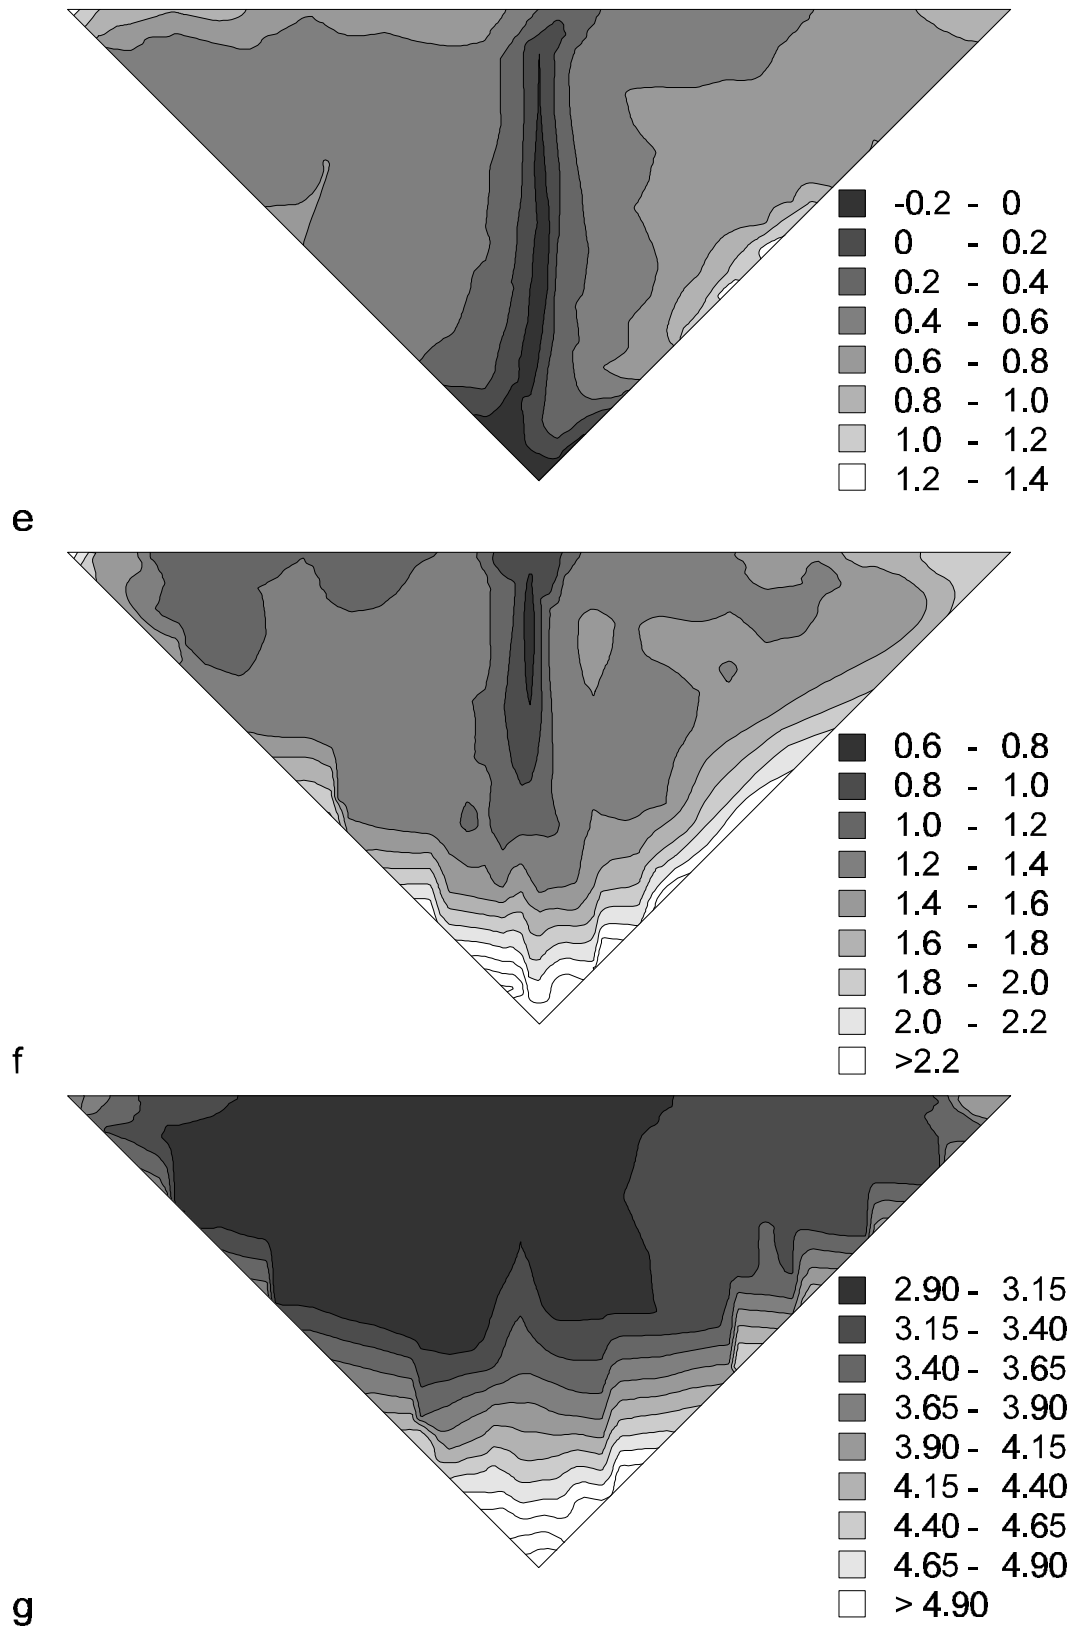 -0.2 - 0
0 - 0.2
0.2 - 0.4
0.4 - 0.6
0.6 - 0.8
0.8 - 1.0
1.0 - 1.2
1.2 - 1.4
e
0.6 - 0.8
0.8 - 1.0
1.0 - 1.2
1.2 - 1.4
1.4 - 1.6
1.6 - 1.8
1.8 - 2.0
2.0 - 2.2
>2.2
f
2.90 - 3.15
3.15 - 3.40
3.40 - 3.65
3.65 - 3.90
3.90 - 4.15
4.15 - 4.40
4.40 - 4.65
4.65 - 4.90
> 4.90
g